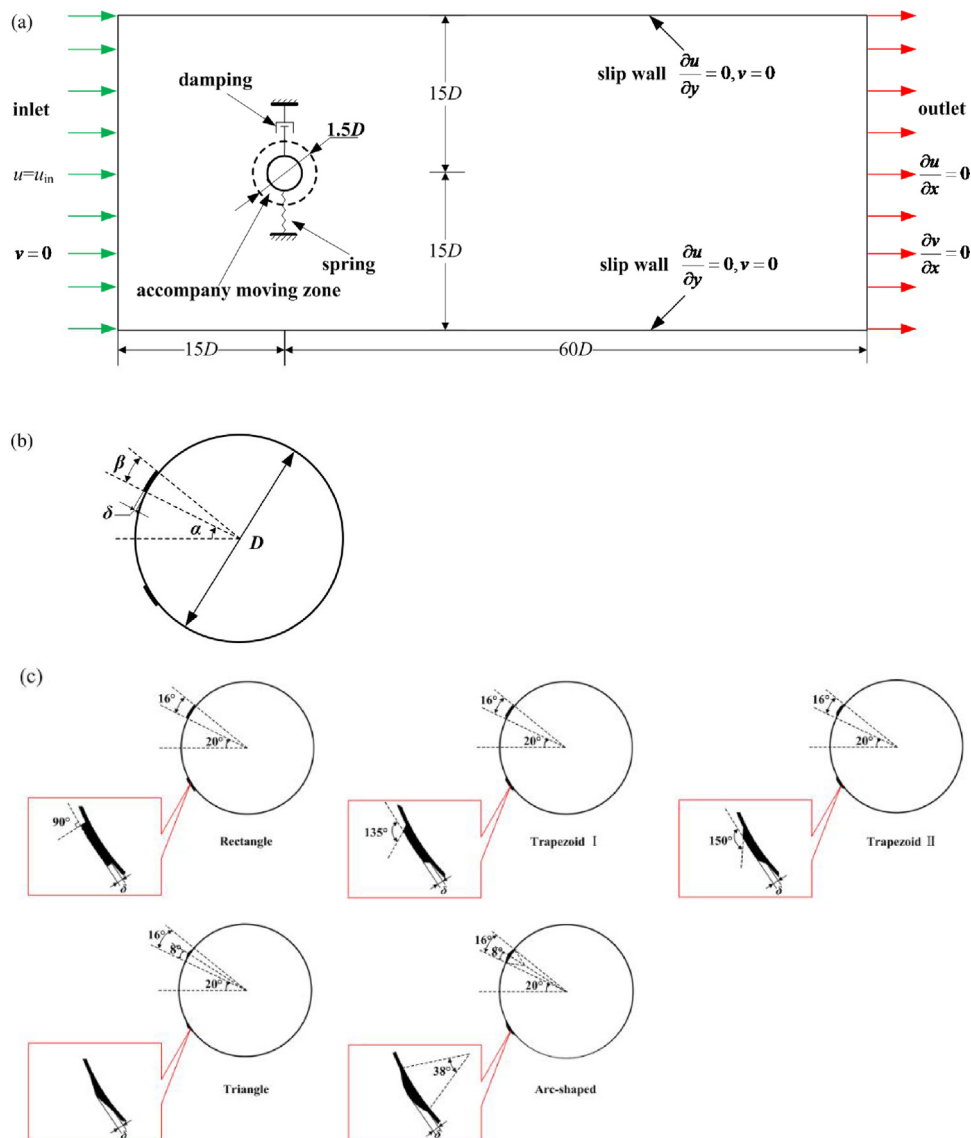 (a)
damping
15D
slip wall ∂u/∂y=0, v=0
inlet
1.5D
outlet
u=u_in
∂u/∂x=0
v=0
15D
spring
slip wall ∂u/∂y=0, v=0
∂v/∂x=0
accompany moving zone
15D
60D
(b)
β
δ
α
D
(c)
16°
20°
90°
δ
Rectangle
16°
20°
135°
δ
Trapezoid Ⅰ
16°
20°
150°
δ
Trapezoid Ⅱ
16°
8°
20°
δ
Triangle
16°
8°
20°
38°
δ
Arc-shaped